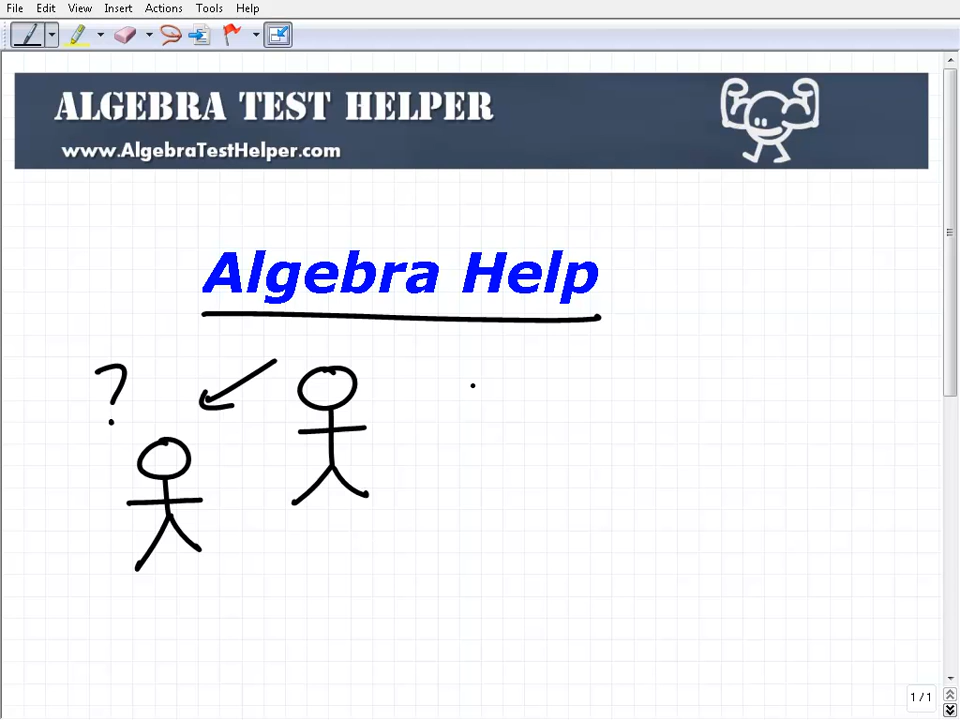 File Edit View Insert Actions Tools Help
ALGEBRA TEST HELPER
www.AlgebraTestHelper.com
Algebra Help
?
1 / 1